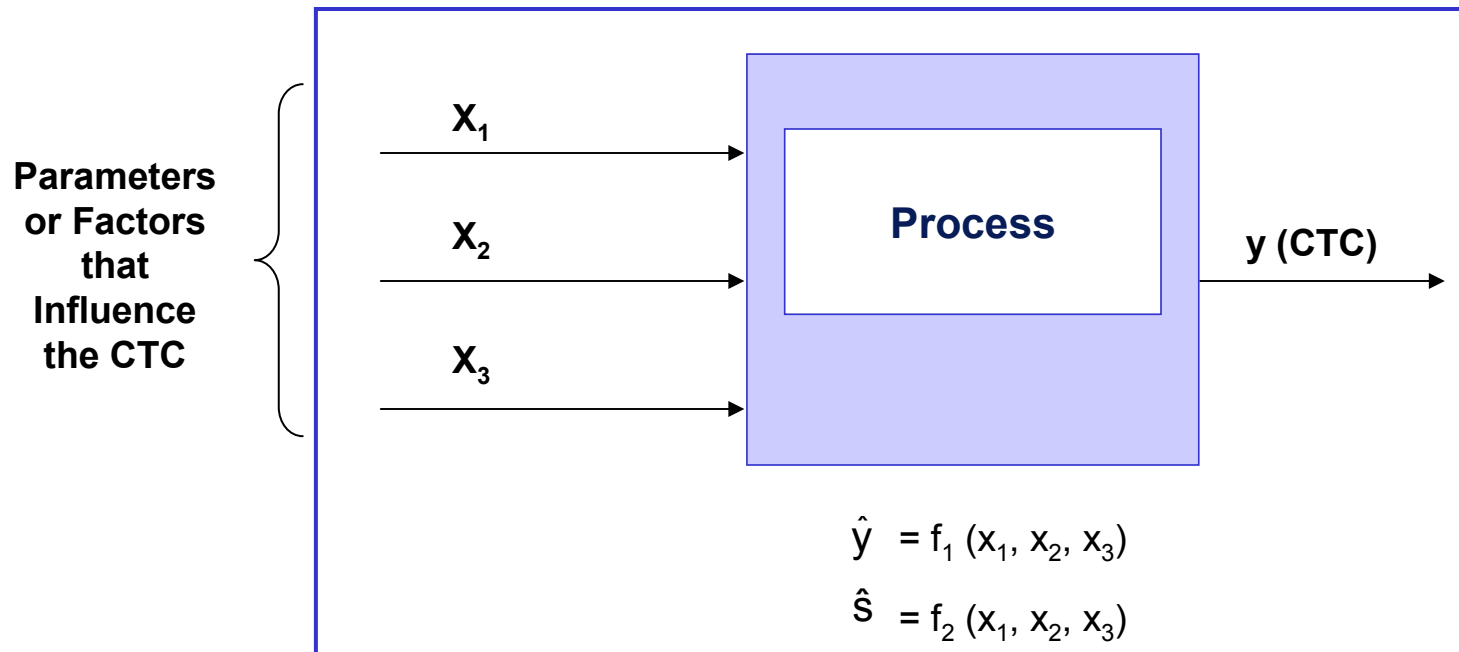 Parameters
or Factors
that
Influence
the CTC
X₁
X₂
X₃
Process
y (CTC)
ŷ = f₁ (x₁, x₂, x₃)
ŝ = f₂ (x₁, x₂, x₃)